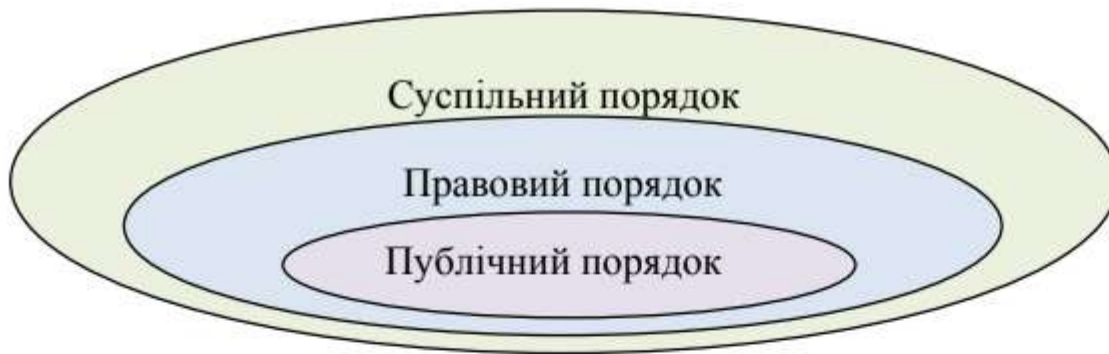 Суспільний порядок
Правовий порядок
Публічний порядок